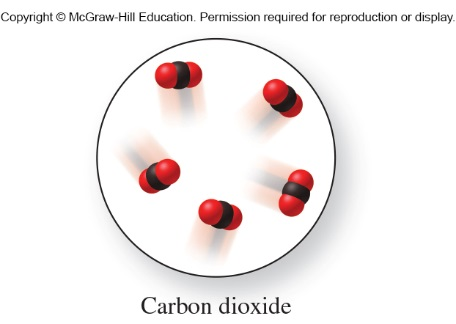 Copyright © McGraw-Hill Education. Permission required for reproduction or display.
Carbon dioxide